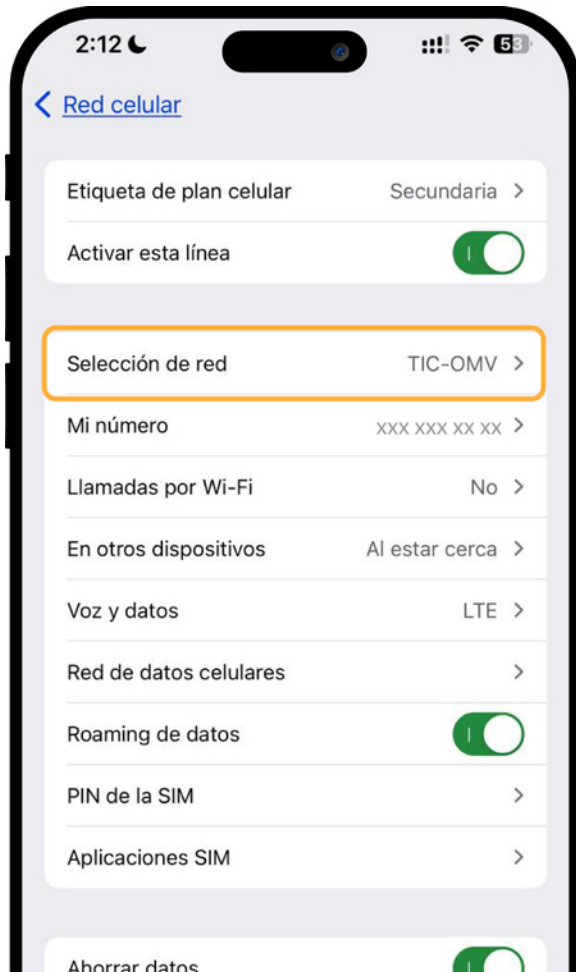 2:12
53
Red celular
Etiqueta de plan celular Secundaria
Activar esta línea
Selección de red TIC-OMV
Mi número xxx xxx xx xx
Llamadas por Wi-Fi No
En otros dispositivos Al estar cerca
Voz y datos LTE
Red de datos celulares
Roaming de datos
PIN de la SIM
Aplicaciones SIM
Ahorrar datos